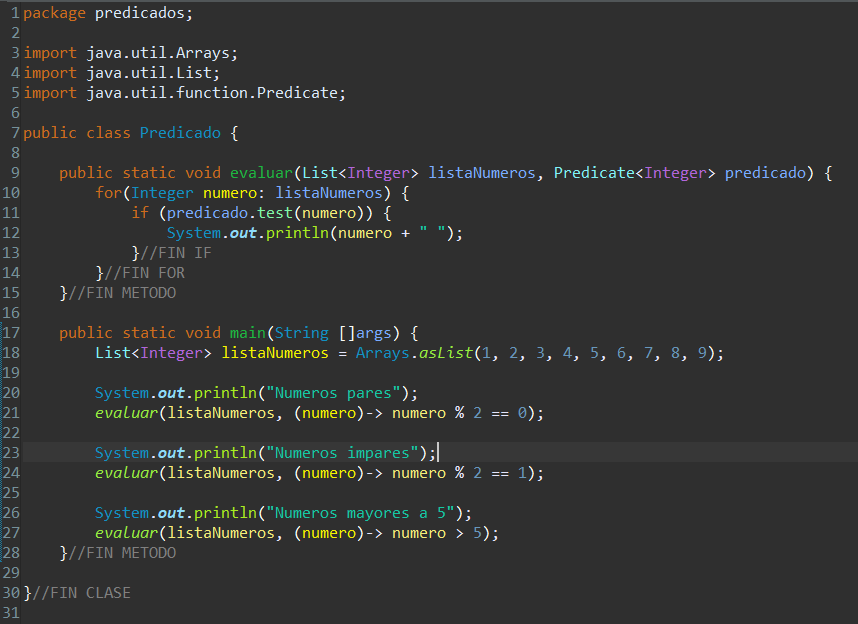 1 package predicados;
2
3 import java.util.Arrays;
4 import java.util.List;
5 import java.util.function.Predicate;
6
7 public class Predicado {
8
9     public static void evaluar(List<Integer> listaNumeros, Predicate<Integer> predicado) {
10         for(Integer numero: listaNumeros) {
11             if (predicado.test(numero)) {
12                 System.out.println(numero + " ");
13             }//FIN IF
14         }//FIN FOR
15     }//FIN METODO
16
17     public static void main(String []args) {
18         List<Integer> listaNumeros = Arrays.asList(1, 2, 3, 4, 5, 6, 7, 8, 9);
19
20         System.out.println("Numeros pares");
21         evaluar(listaNumeros, (numero)-> numero % 2 == 0);
22
23         System.out.println("Numeros impares");
24         evaluar(listaNumeros, (numero)-> numero % 2 == 1);
25
26         System.out.println("Numeros mayores a 5");
27         evaluar(listaNumeros, (numero)-> numero > 5);
28     }//FIN METODO
29
30 }//FIN CLASE
31